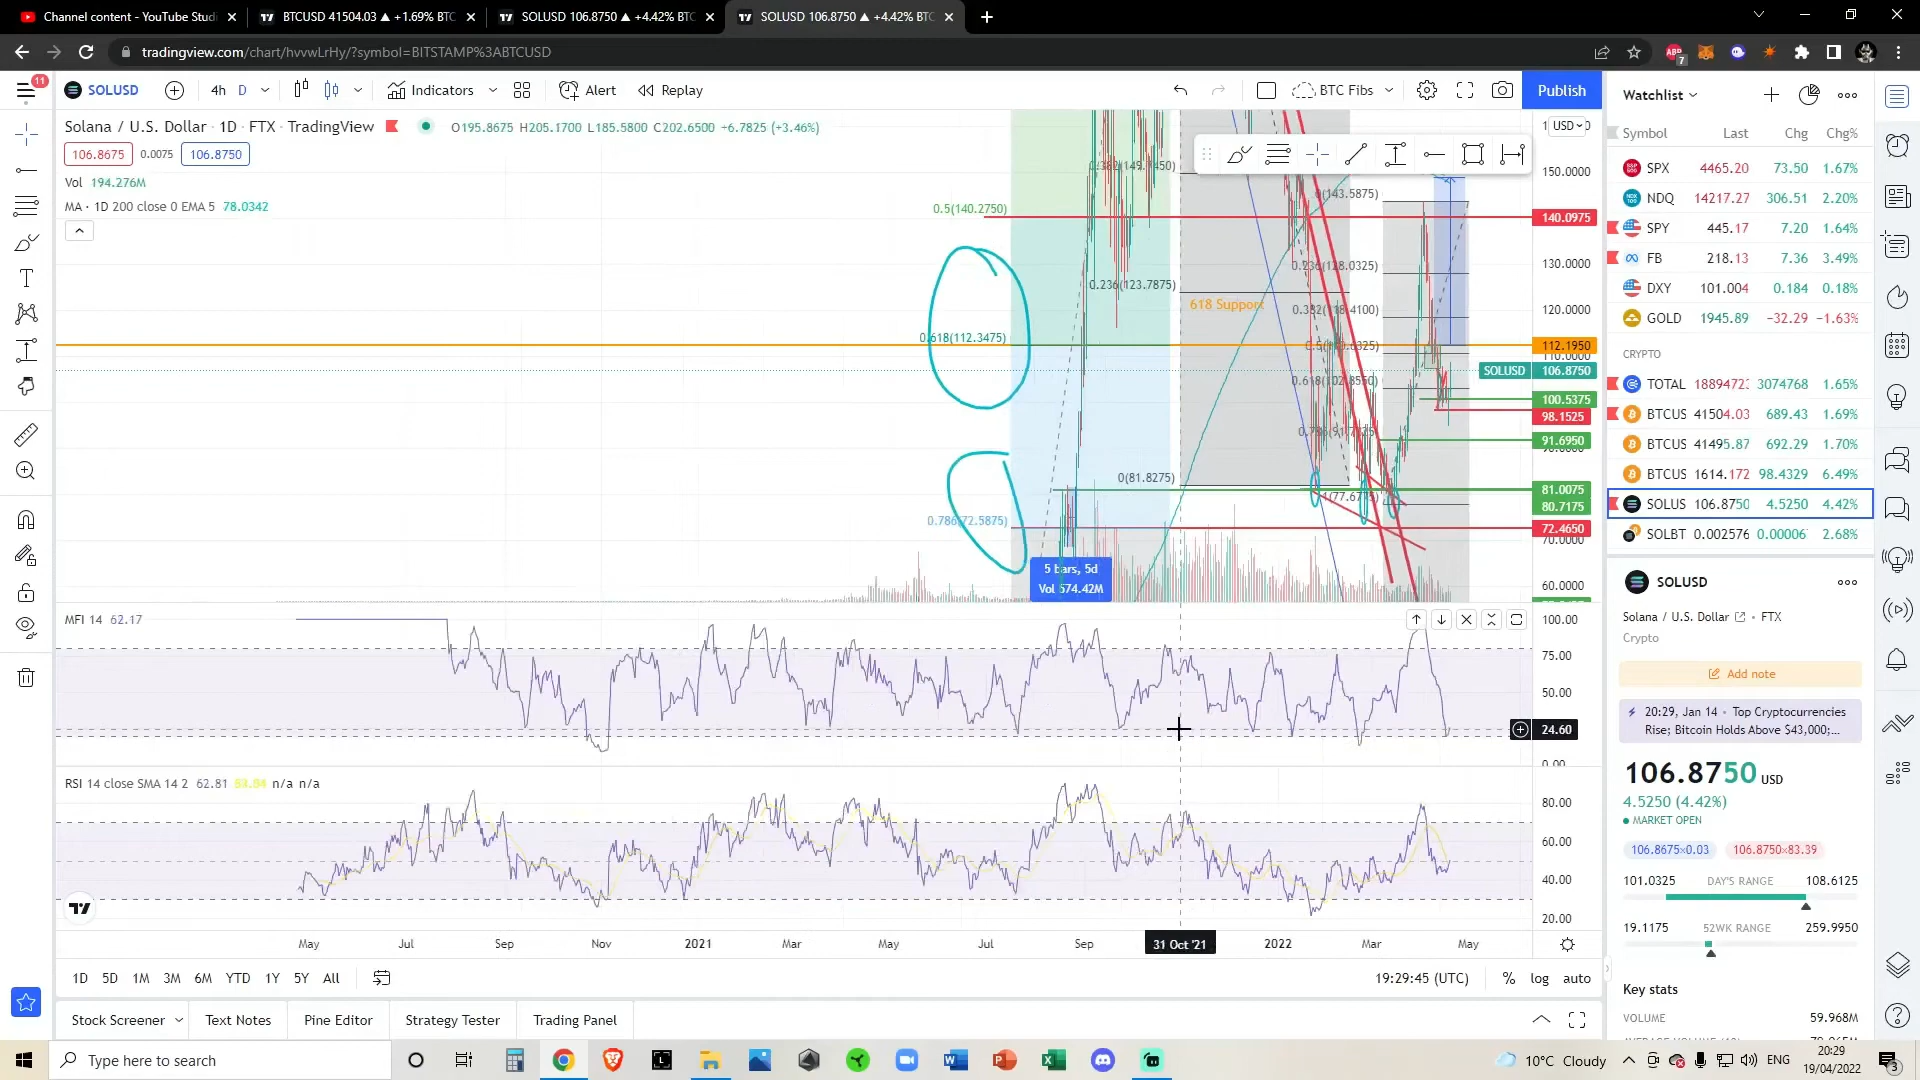 Channel content - YouTube Studi
BTCUSD 41504.03 ▲ +1.69% BTC
SOLUSD 106.8750 ▲ +4.42% BTC
SOLUSD 106.8750 ▲ +4.42% BTC
tradingview.com/chart/hvvwLrHy/?symbol=BITSTAMP%3ABTCUSD
11
SOLUSD
4h D
Indicators
Alert
Replay
BTC Fibs
Publish
Solana / U.S. Dollar · 1D · FTX · TradingView
O195.8675 H205.1700 L185.5800 C202.6500 +6.7825 (+3.46%)
106.8675 0.0075 106.8750
Vol 194.276M
MA · 1D 200 close 0 EMA 5 78.0342
USD
150.0000
140.0975
130.0000
120.0000
112.1950
110.0000
SOLUSD 106.8750
100.5375
98.1525
91.6950
81.0075
80.7175
72.4650
70.0000
60.0000
0.5(140.2750)
0.236(123.7875)
0(143.5875)
0.236(128.0325)
618 Support
0.618(112.3475)
0(81.8275)
0.786(72.5875)
5 bars, 5d
Vol 574.42M
MFI 14 62.17
100.00
75.00
50.00
24.60
0.00
RSI 14 close SMA 14 2 62.81 n/a n/a
80.00
60.00
40.00
20.00
May Jul Sep Nov 2021 Mar May Jul Sep 31 Oct '21 2022 Mar May
1D 5D 1M 3M 6M YTD 1Y 5Y All
19:29:45 (UTC) % log auto
Stock Screener
Text Notes
Pine Editor
Strategy Tester
Trading Panel
Watchlist
Symbol Last Chg Chg%
SPX 4465.20 73.50 1.67%
NDQ 14217.27 306.51 2.20%
SPY 445.17 7.20 1.64%
FB 218.13 7.36 3.49%
DXY 101.004 0.184 0.18%
GOLD 1945.89 −32.29 −1.63%
CRYPTO
TOTAL 18894723 3074768 1.65%
BTCUS 41504.03 689.43 1.69%
BTCUS 41495.87 692.29 1.70%
BTCUS 1614.172 98.4329 6.49%
SOLUS 106.8750 4.5250 4.42%
SOLBT 0.002576 0.00006 2.68%
SOLUSD
Solana / U.S. Dollar • FTX
Crypto
Add note
20:29, Jan 14 • Top Cryptocurrencies
Rise; Bitcoin Holds Above $43,000;...
106.8750 USD
4.5250 (4.42%)
MARKET OPEN
106.8675×0.03 106.8750×83.39
101.0325 DAY'S RANGE 108.6125
19.1175 52WK RANGE 259.9950
Key stats
VOLUME 59.968M
Type here to search
10°C Cloudy
ENG
20:29
19/04/2022
3